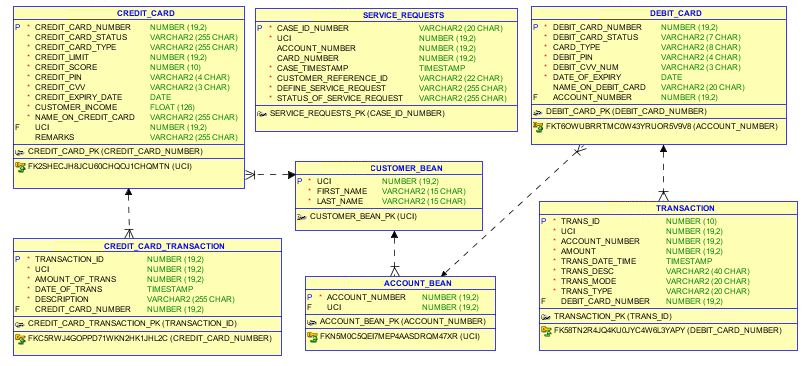 CREDIT_CARD
P * CREDIT_CARD_NUMBER NUMBER (19,2)
* CREDIT_CARD_STATUS VARCHAR2 (255 CHAR)
* CREDIT_CARD_TYPE VARCHAR2 (255 CHAR)
* CREDIT_LIMIT NUMBER (19,2)
* CREDIT_SCORE NUMBER (10)
* CREDIT_PIN VARCHAR2 (4 CHAR)
* CREDIT_CVV VARCHAR2 (3 CHAR)
* CREDIT_EXPIRY_DATE DATE
* CUSTOMER_INCOME FLOAT (126)
* NAME_ON_CREDIT_CARD VARCHAR2 (255 CHAR)
F UCI NUMBER (19,2)
REMARKS VARCHAR2 (255 CHAR)
CREDIT_CARD_PK (CREDIT_CARD_NUMBER)
FK2SHECJH8JCU60CHQOJ1CHQMTN (UCI)
SERVICE_REQUESTS
P * CASE_ID_NUMBER VARCHAR2 (20 CHAR)
* UCI NUMBER (19,2)
ACCOUNT_NUMBER NUMBER (19,2)
CARD_NUMBER NUMBER (19,2)
* CASE_TIMESTAMP TIMESTAMP
* CUSTOMER_REFERENCE_ID VARCHAR2 (22 CHAR)
* DEFINE_SERVICE_REQUEST VARCHAR2 (255 CHAR)
* STATUS_OF_SERVICE_REQUEST VARCHAR2 (255 CHAR)
SERVICE_REQUESTS_PK (CASE_ID_NUMBER)
DEBIT_CARD
P * DEBIT_CARD_NUMBER NUMBER (19,2)
* DEBIT_CARD_STATUS VARCHAR2 (7 CHAR)
* CARD_TYPE VARCHAR2 (8 CHAR)
* DEBIT_PIN VARCHAR2 (4 CHAR)
* DEBIT_CVV_NUM VARCHAR2 (3 CHAR)
* DATE_OF_EXPIRY DATE
NAME_ON_DEBIT_CARD VARCHAR2 (20 CHAR)
F ACCOUNT_NUMBER NUMBER (19,2)
DEBIT_CARD_PK (DEBIT_CARD_NUMBER)
FKT6OWUBRRTMC0W43YRUOR5V9V8 (ACCOUNT_NUMBER)
CUSTOMER_BEAN
P * UCI NUMBER (19,2)
* FIRST_NAME VARCHAR2 (15 CHAR)
* LAST_NAME VARCHAR2 (15 CHAR)
CUSTOMER_BEAN_PK (UCI)
CREDIT_CARD_TRANSACTION
P * TRANSACTION_ID NUMBER (19,2)
* UCI NUMBER (19,2)
* AMOUNT_OF_TRANS NUMBER (19,2)
* DATE_OF_TRANS TIMESTAMP
* DESCRIPTION VARCHAR2 (255 CHAR)
F CREDIT_CARD_NUMBER NUMBER (19,2)
CREDIT_CARD_TRANSACTION_PK (TRANSACTION_ID)
FKC5RWJ4GOPPD71WKN2HK1JHL2C (CREDIT_CARD_NUMBER)
ACCOUNT_BEAN
P * ACCOUNT_NUMBER NUMBER (19,2)
F UCI NUMBER (19,2)
ACCOUNT_BEAN_PK (ACCOUNT_NUMBER)
FKN5M0C5QEI7MEP4AASDRQM47XR (UCI)
TRANSACTION
P * TRANS_ID NUMBER (10)
* UCI NUMBER (19,2)
* ACCOUNT_NUMBER NUMBER (19,2)
* AMOUNT NUMBER (19,2)
* TRANS_DATE_TIME TIMESTAMP
* TRANS_DESC VARCHAR2 (40 CHAR)
* TRANS_MODE VARCHAR2 (20 CHAR)
* TRANS_TYPE VARCHAR2 (20 CHAR)
F DEBIT_CARD_NUMBER NUMBER (19,2)
TRANSACTION_PK (TRANS_ID)
FK58TN2R4JQ4KU0JYC4W6L3YAPY (DEBIT_CARD_NUMBER)